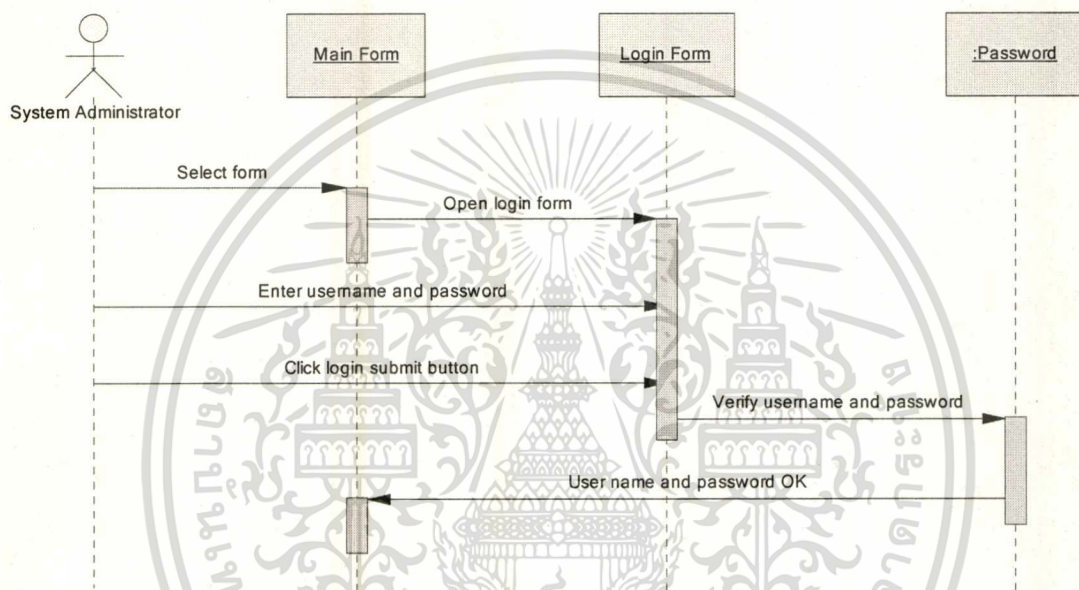 Main Form
Login Form
:Password
System Administrator
Select form
Open login form
Enter username and password
Click login submit button
Verify username and password
User name and password OK